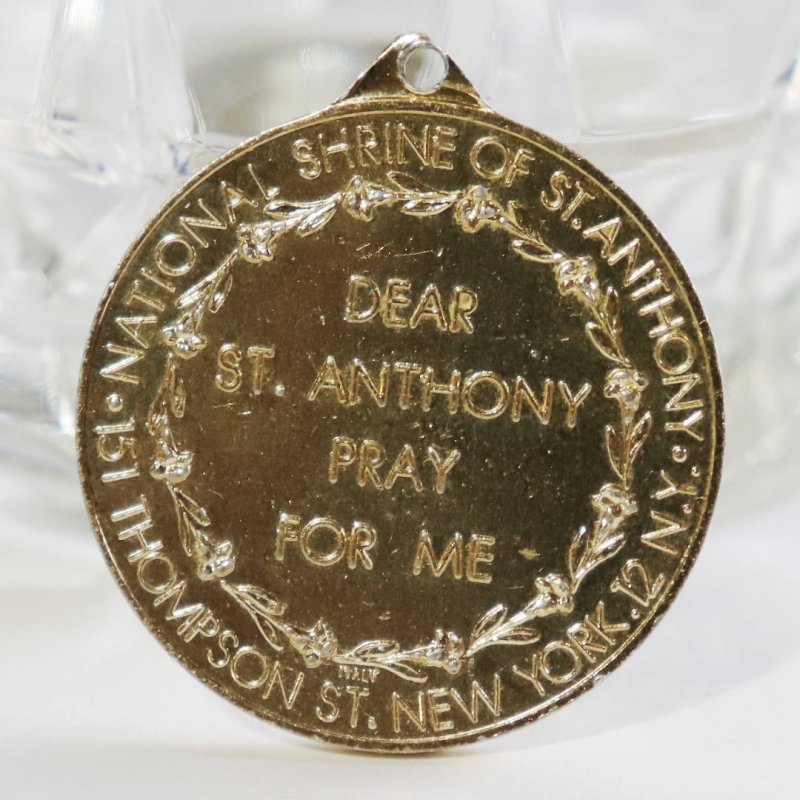 NATIONAL SHRINE OF ST. ANTHONY •
151 THOMPSON ST. NEW YORK. 12 N.Y. •
DEAR
ST. ANTHONY
PRAY
FOR ME
ITALY